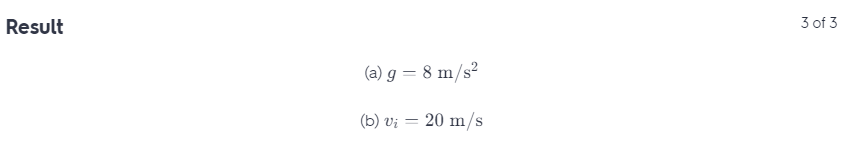 Result
3 of 3
(a) g = 8 m/s²
(b) vᵢ = 20 m/s